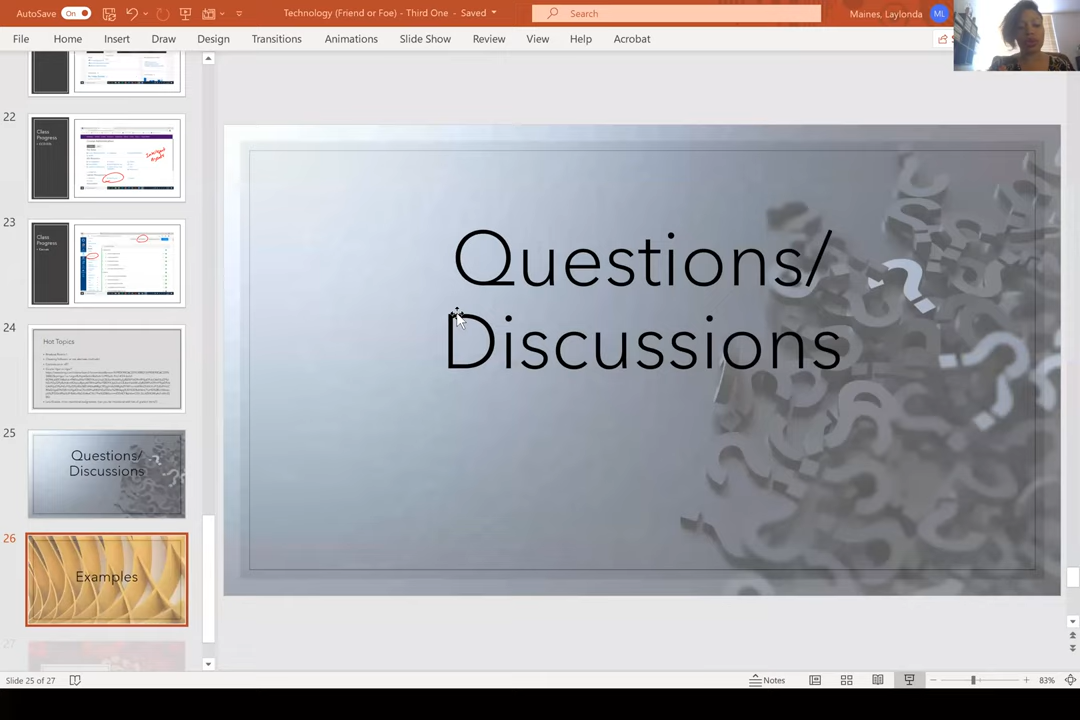 AutoSave On Technology (Friend or Foe) - Third One - Saved Search Maines, Laylonda ML
File Home Insert Draw Design Transitions Animations Slide Show Review View Help Acrobat
22
Class
Progress
23
Class
Progress
24
Hot Topics
25
Questions/
Discussions
26
Examples
27
Questions/
Discussions
Slide 25 of 27 Notes 83%